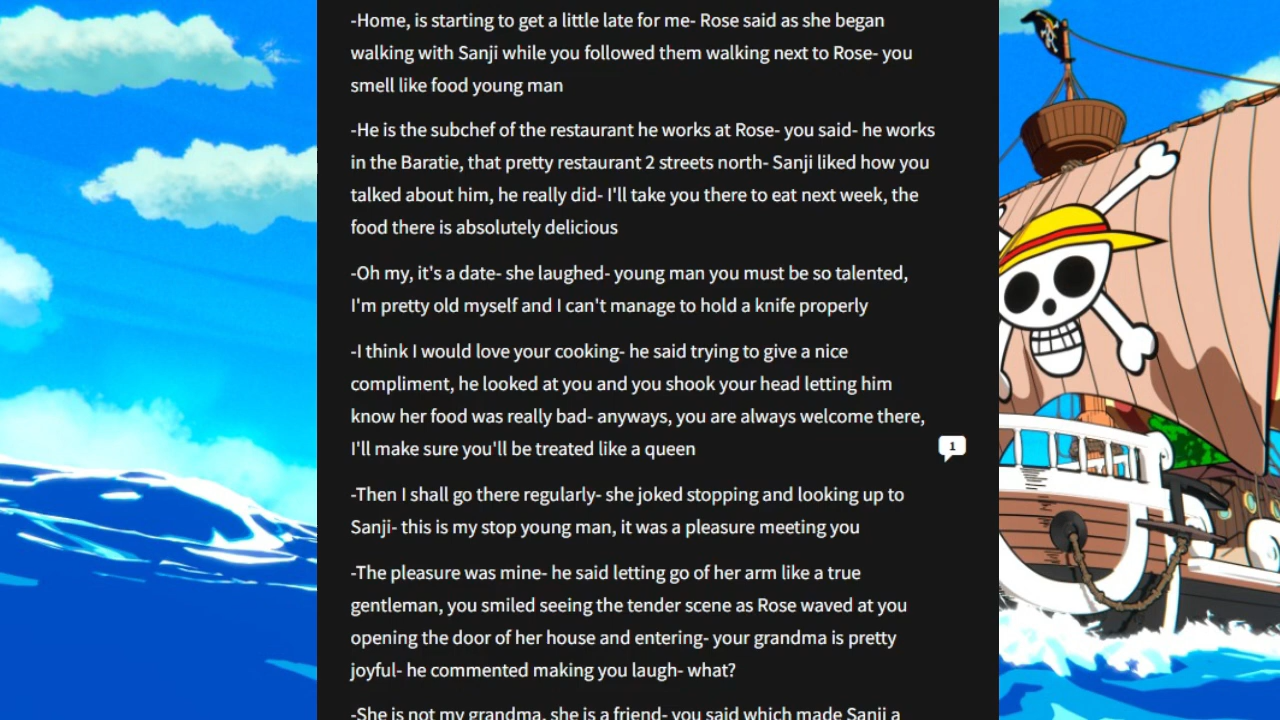 -Home, is starting to get a little late for me- Rose said as she began
walking with Sanji while you followed them walking next to Rose- you
smell like food young man
-He is the subchef of the restaurant he works at Rose- you said- he works
in the Baratie, that pretty restaurant 2 streets north- Sanji liked how you
talked about him, he really did- I'll take you there to eat next week, the
food there is absolutely delicious
-Oh my, it's a date- she laughed- young man you must be so talented,
I'm pretty old myself and I can't manage to hold a knife properly
-I think I would love your cooking- he said trying to give a nice
compliment, he looked at you and you shook your head letting him
know her food was really bad- anyways, you are always welcome there,
I'll make sure you'll be treated like a queen
1
-Then I shall go there regularly- she joked stopping and looking up to
Sanji- this is my stop young man, it was a pleasure meeting you
-The pleasure was mine- he said letting go of her arm like a true
gentleman, you smiled seeing the tender scene as Rose waved at you
opening the door of her house and entering- your grandma is pretty
joyful- he commented making you laugh- what?
-She is not my grandma, she is a friend- you said which made Sanji a